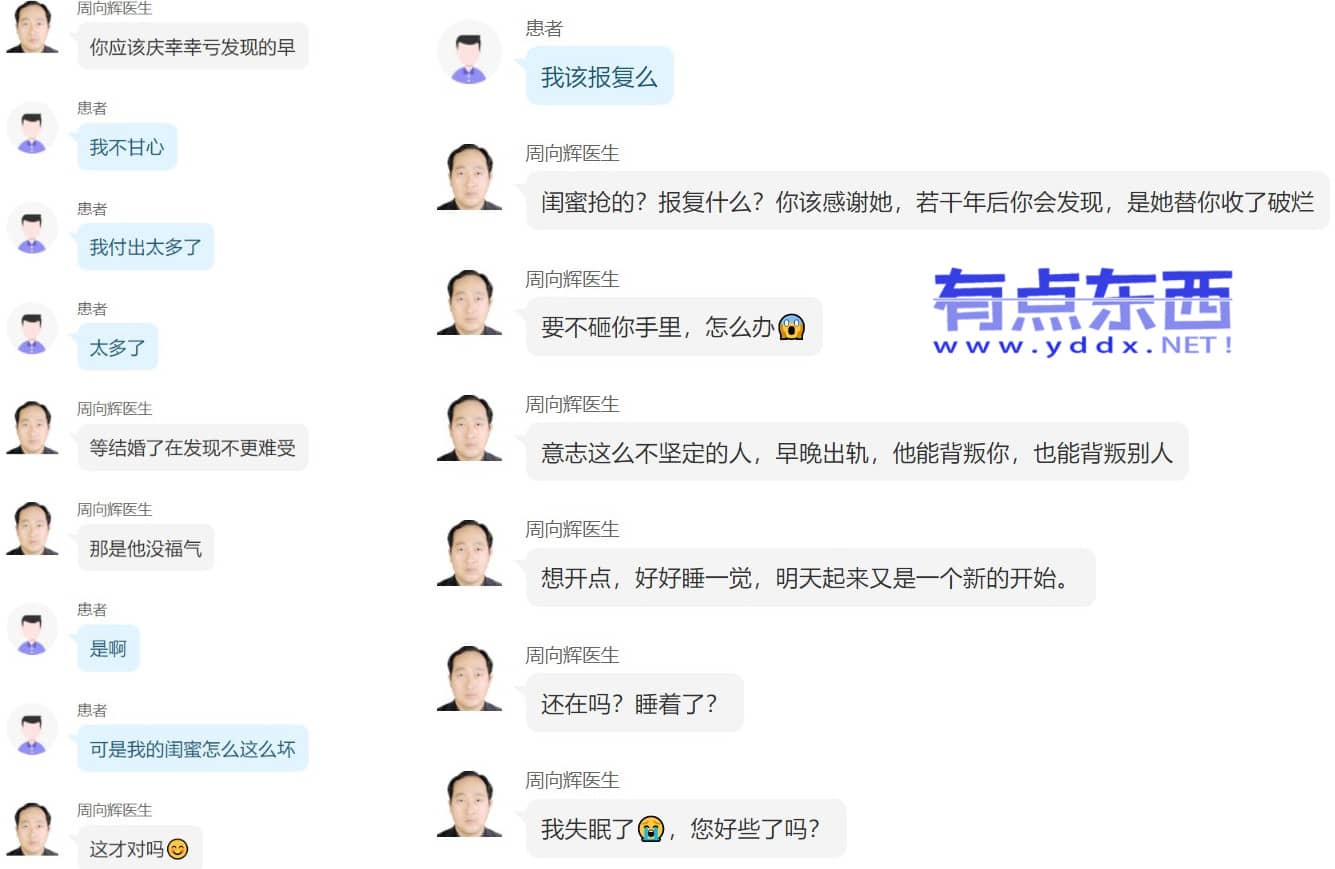 周向辉医生
你应该庆幸幸亏发现的早
患者
我不甘心
患者
我付出太多了
患者
太多了
周向辉医生
等结婚了在发现不更难受
周向辉医生
那是他没福气
患者
是啊
患者
可是我的闺蜜怎么这么坏
周向辉医生
这才对吗😊
患者
我该报复么
周向辉医生
闺蜜抢的？报复什么？你该感谢她，若干年后你会发现，是她替你收了破烂
周向辉医生
要不砸你手里，怎么办😱
周向辉医生
意志这么不坚定的人，早晚出轨，他能背叛你，也能背叛别人
周向辉医生
想开点，好好睡一觉，明天起来又是一个新的开始。
周向辉医生
还在吗？睡着了？
周向辉医生
我失眠了😭，您好些了吗？
有点东西
www.yddx.NET!